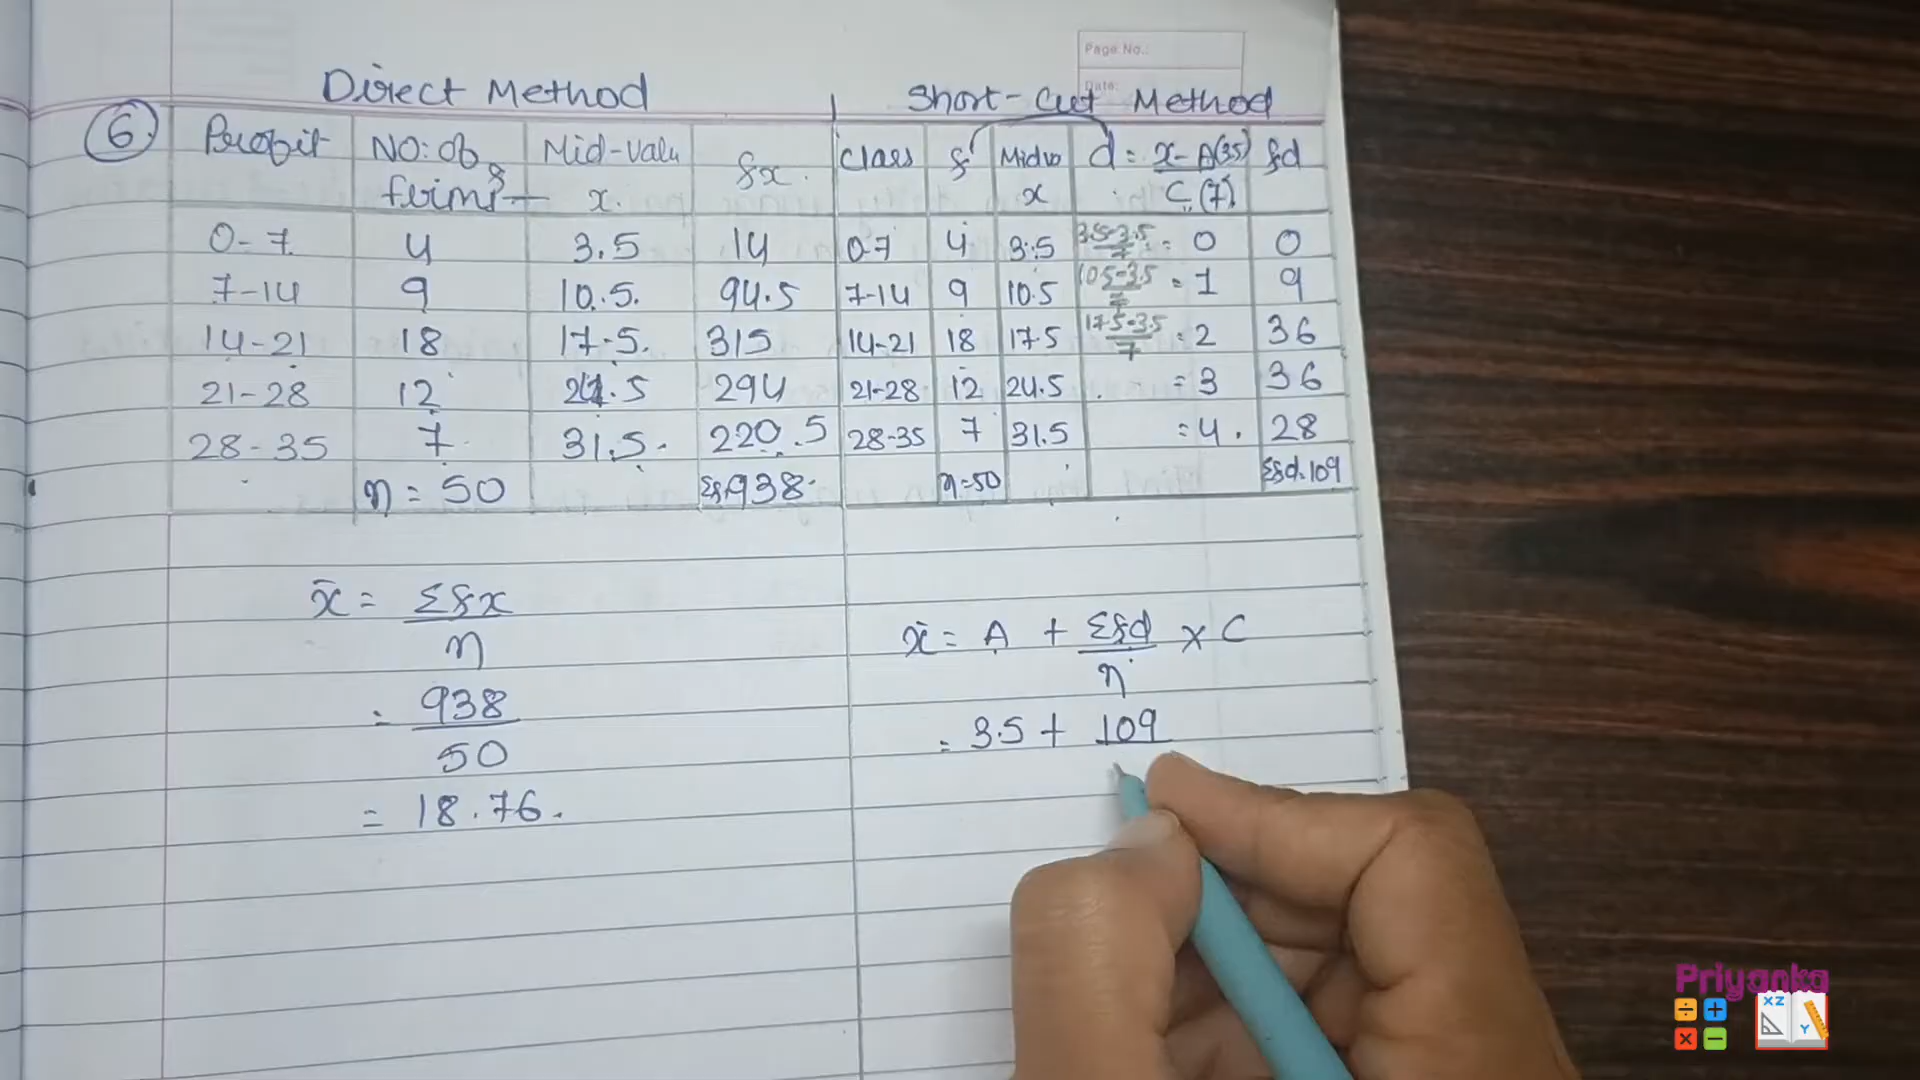 Page No.:
Date:
Direct Method
Short-Cut Method
6.
Profit | No: of firms f | Mid-Valu x. | fx. | Class | f | Midva x | d = x - A(3.5) / C (7) | fd
0-7 | 4 | 3.5 | 14 | 0-7 | 4 | 3.5 | 3.5-3.5/7 = 0 | 0
7-14 | 9 | 10.5. | 94.5 | 7-14 | 9 | 10.5 | 10.5-3.5/7 = 1 | 9
14-21 | 18 | 17.5. | 315 | 14-21 | 18 | 17.5 | 17.5-3.5/7 = 2 | 36
21-28 | 12 | 24.5 | 294 | 21-28 | 12 | 24.5 | = 3 | 36
28-35 | 7 | 31.5. | 220.5 | 28-35 | 7 | 31.5 | = 4. | 28
n = 50 | 938 | n=50 | Σfd=109
x̄ = Σfx / n
= 938 / 50
= 18.76.
x̄ = A + Σfd / n × C
= 3.5 + 109
Priyanka
XZ
Y